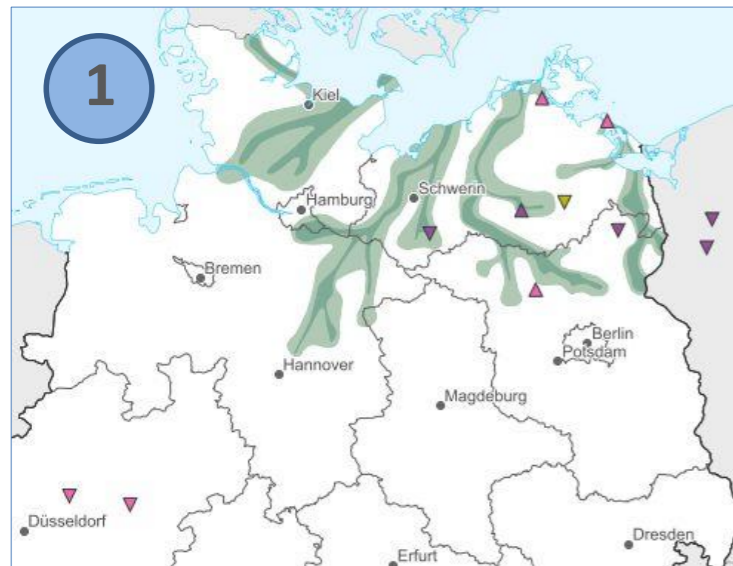 1
Kiel
Schwerin
Hamburg
Bremen
Berlin
Potsdam
Hannover
Magdeburg
Düsseldorf
Dresden
Erfurt